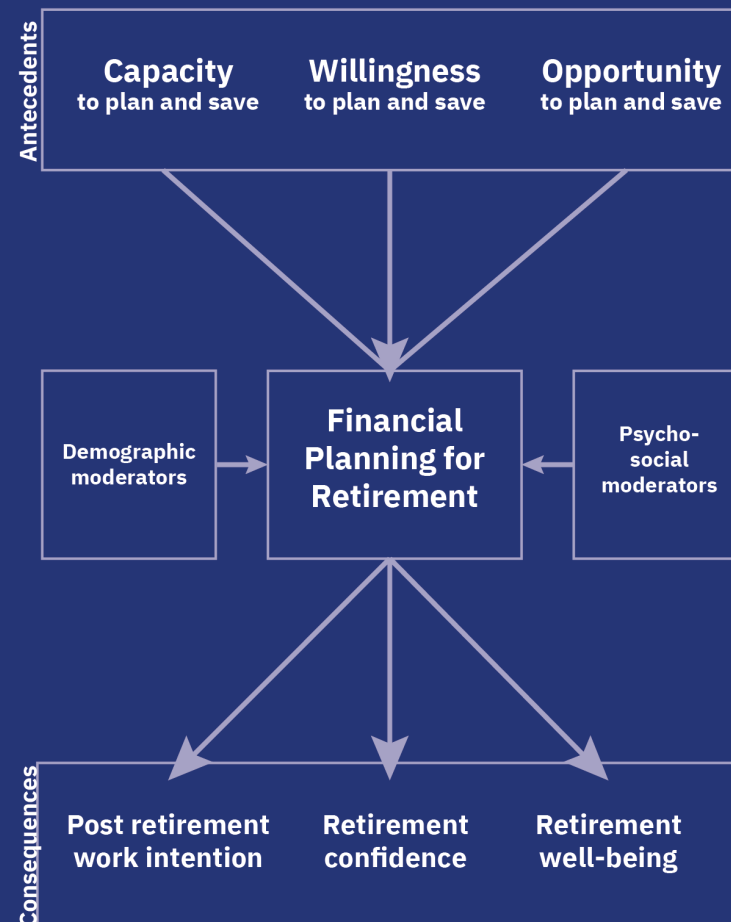 Antecedents
Capacity
to plan and save
Willingness
to plan and save
Opportunity
to plan and save
Demographic
moderators
Financial
Planning for
Retirement
Psycho-
social
moderators
Consequences
Post retirement
work intention
Retirement
confidence
Retirement
well-being